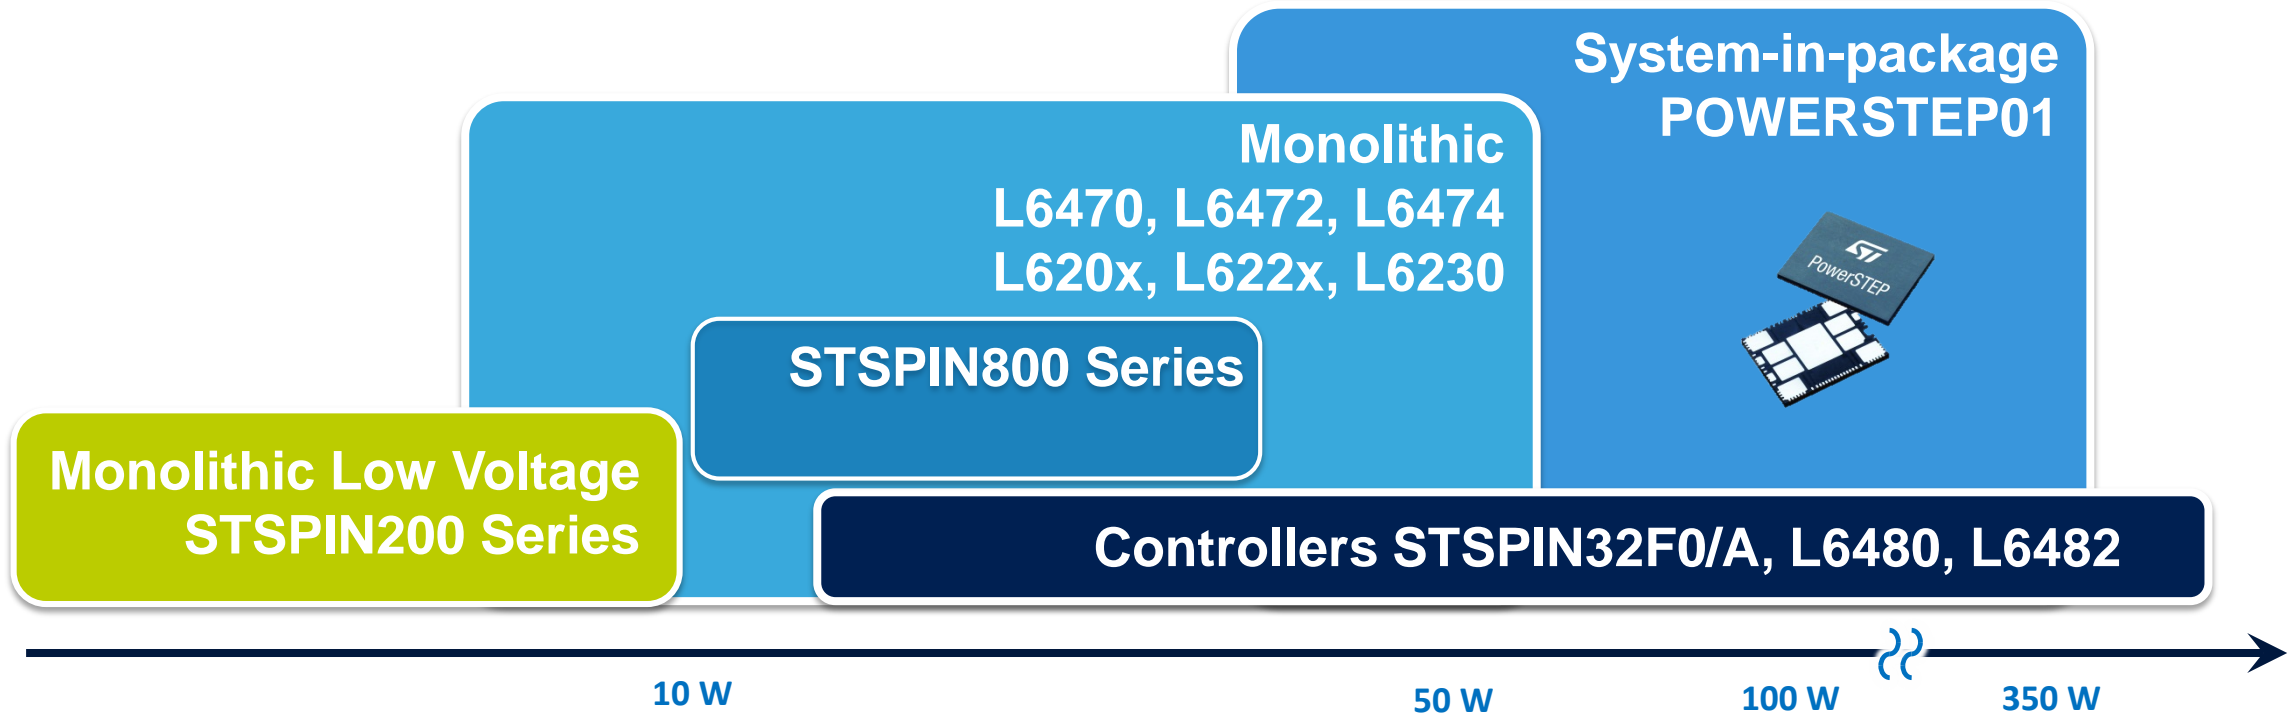 System-in-package
POWERSTEP01
Monolithic
L6470, L6472, L6474
L620x, L622x, L6230
ST
PowerSTEP
STSPIN800 Series
Monolithic Low Voltage
STSPIN200 Series
Controllers STSPIN32F0/A, L6480, L6482
10 W
50 W
100 W
350 W